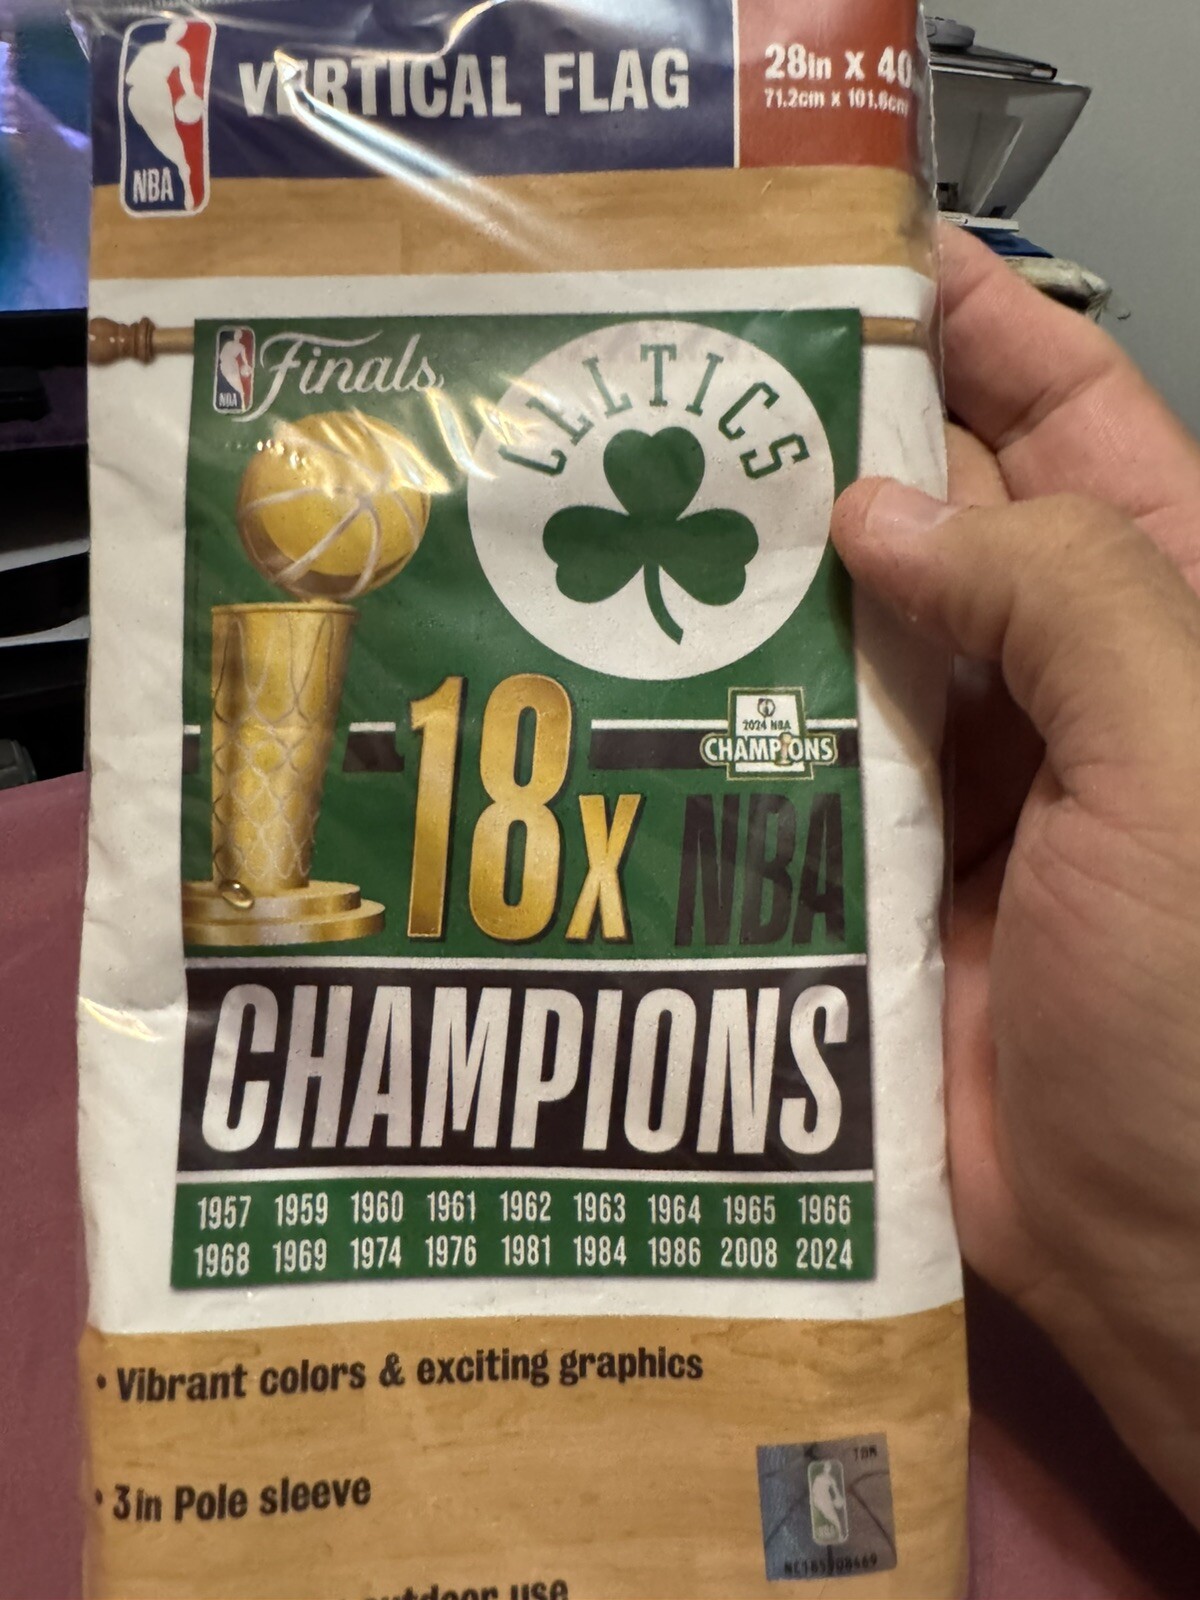 NBA
VERTICAL FLAG
28in X 40
71.2cm x 101.6cm
NBA
Finals
CELTICS
18x
2024 NBA
CHAMPIONS
NBA
CHAMPIONS
1957 1959 1960 1961 1962 1963 1964 1965 1966
1968 1969 1974 1976 1981 1984 1986 2008 2024
• Vibrant colors & exciting graphics
• 3in Pole sleeve
outdoor use
NBA